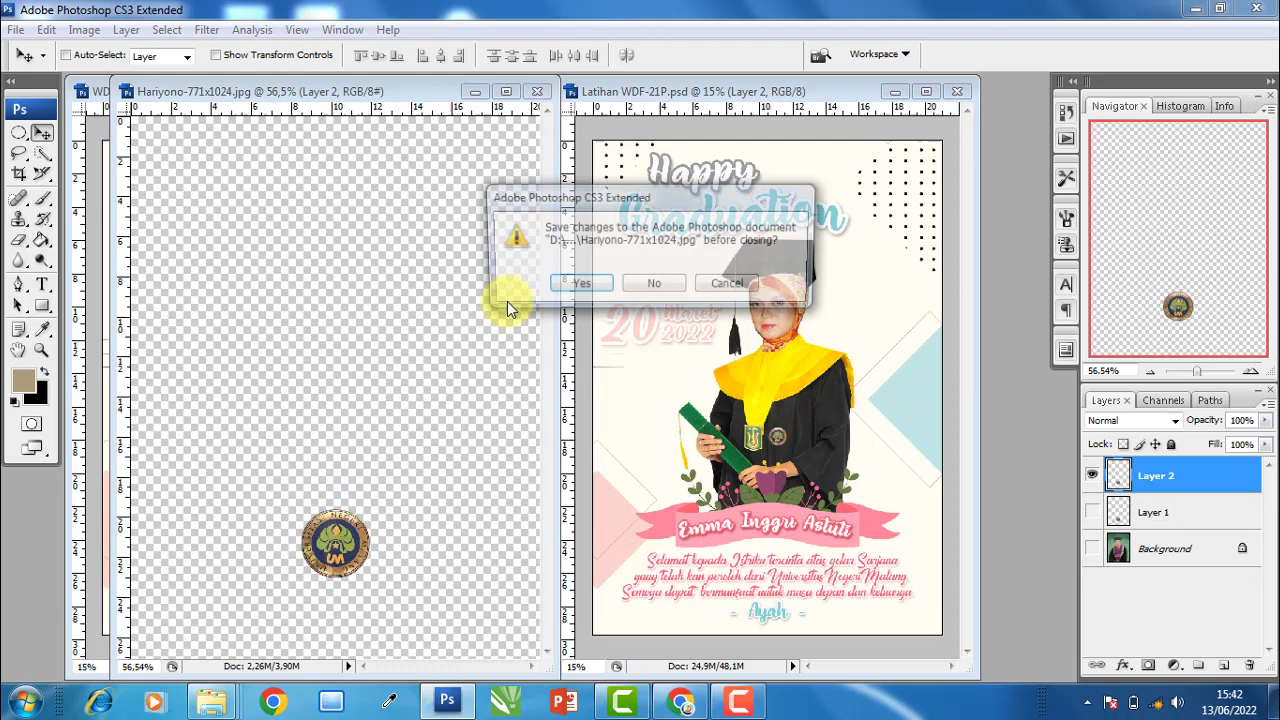 Adobe Photoshop CS3 Extended
File Edit Image Layer Select Filter Analysis View Window Help
Auto-Select: Layer Show Transform Controls Workspace
WD
Hariyono-771x1024.jpg @ 56,5% (Layer 2, RGB/8#)
Latihan WDF-21P.psd @ 15% (Layer 2, RGB/8)
Navigator Histogram Info
56.54%
Layers Channels Paths
Normal Opacity: 100%
Lock: Fill: 100%
Layer 2
Layer 1
Background
Adobe Photoshop CS3 Extended
Save changes to the Adobe Photoshop document
"D:\...\Hariyono-771x1024.jpg" before closing?
Yes No Cancel
Happy
Graduation
20 Maret
2022
Emma Inggri Astuti
Selamat kepada Istriku tercinta atas gelar Sarjana
yang telah kau peroleh dari Universitas Negeri Malang
Semoga dapat bermanfaat untuk masa depan dan keluarga
- Ayah -
15%
56,54% Doc: 2,26M/3,90M
15% Doc: 24,9M/48,1M
15:42
13/06/2022